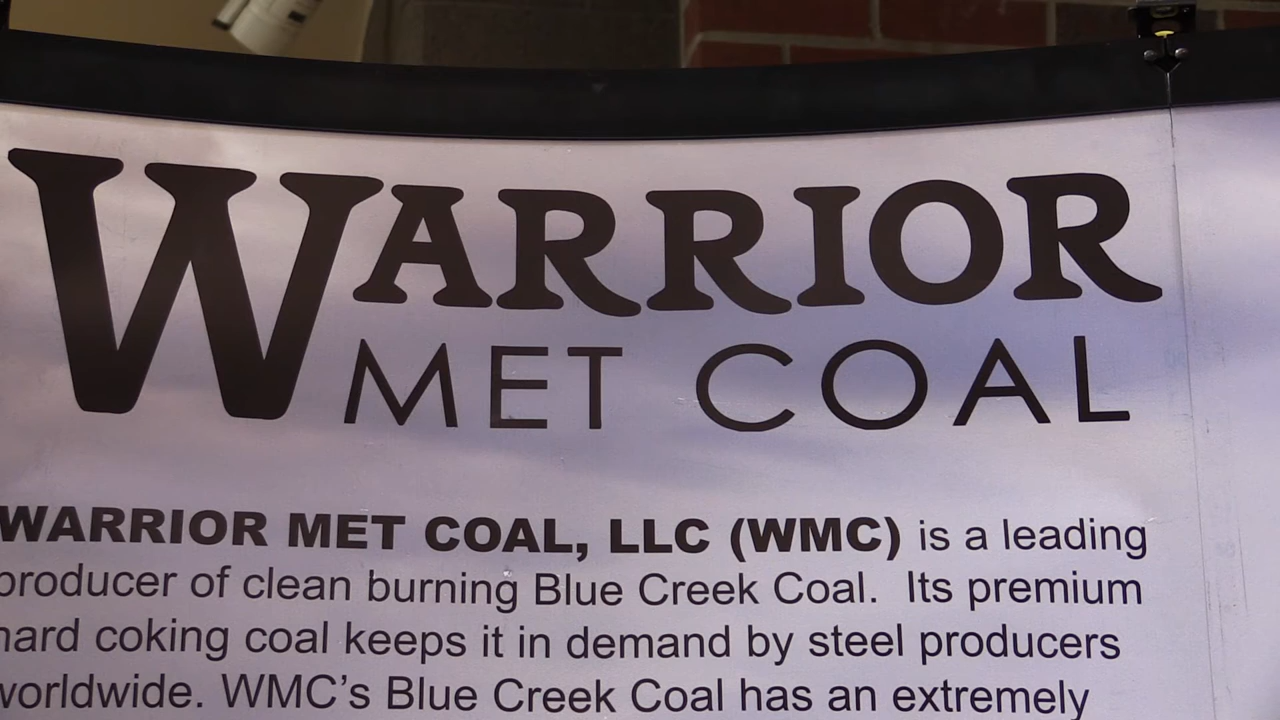 WARRIOR
MET COAL
WARRIOR MET COAL, LLC (WMC) is a leading
producer of clean burning Blue Creek Coal. Its premium
hard coking coal keeps it in demand by steel producers
worldwide. WMC's Blue Creek Coal has an extremely